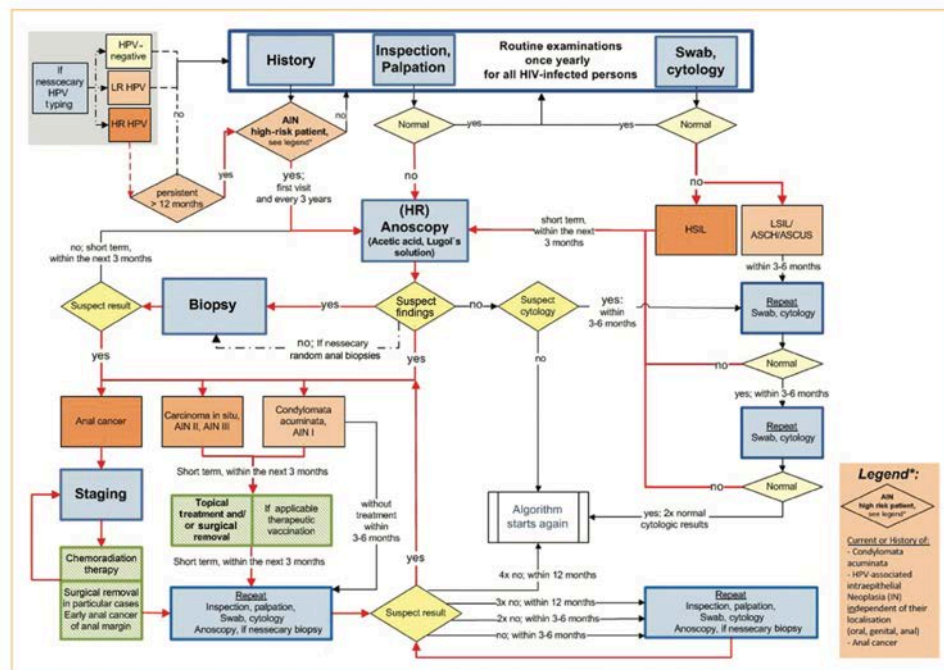 If
nesscecary
HPV
typing
HPV-
negative
LR HPV
HR HPV
no
persistent
> 12 months
yes
History
Inspection,
Palpation
Routine examinations
once yearly
for all HIV-infected persons
Swab,
cytology
AIN
high-risk patient,
see legend*
no
Normal
yes
yes
Normal
yes;
first visit
and every 3 years
no
no
(HR)
Anoscopy
(Acetic acid, Lugol´s
solution)
short term,
within the next
3 months
HSIL
LSIL/
ASCH/ASCUS
within 3-6 months
no; short term,
within the next 3 months
Suspect result
Biopsy
yes
Suspect
findings
no
Suspect
cytology
yes:
within
3-6 months
Repeat
Swab, cytology
no; If nessecary
random anal biopsies
yes
yes
no
no
Normal
yes; within 3-6 months
Repeat
Swab, cytology
Anal cancer
Carcinoma in situ,
AIN II, AIN III
Condylomata
acuminata,
AIN I
no
Normal
Short term, within the next 3 months
Staging
Topical
treatment and/
or surgical
removal
If applicable
therapeutic
vaccination
without
treatment
within
3-6 months
Algorithm
starts again
yes; 2x normal
cytologic results
Chemoradiation
therapy
Short term, within the next 3 months
yes
Surgical removal
in particular cases
Early anal cancer
of anal margin
Repeat
Inspection, palpation,
Swab, cytology
Anoscopy, if nessecary biopsy
Suspect result
4x no; within 12 months
3x no; within 12 months
2x no; within 3-6 months
no; within 3-6 months
Repeat
Inspection, palpation,
Swab, cytology
Anoscopy, if nessecary biopsy
Legend*:
AIN
high risk patient,
see legend*
Current or History of:
- Condylomata
acuminata
- HPV-associated
intraepithelial
Neoplasia (IN)
independent of their
localisation
(oral, genital, anal)
- Anal cancer